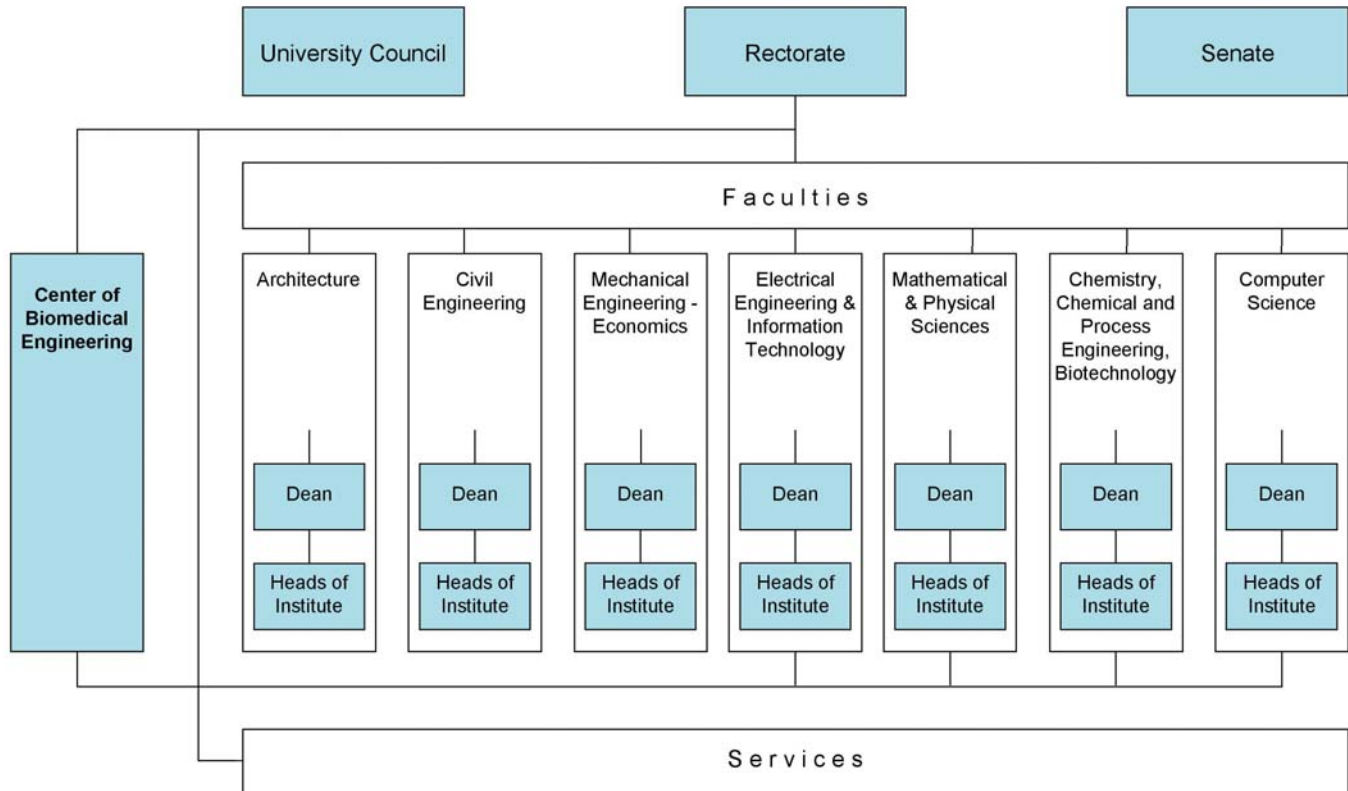 University Council
Rectorate
Senate
F a c u l t i e s
Center of
Biomedical
Engineering
Architecture
Civil
Engineering
Mechanical
Engineering -
Economics
Electrical
Engineering &
Information
Technology
Mathematical
& Physical
Sciences
Chemistry,
Chemical and
Process
Engineering,
Biotechnology
Computer
Science
Dean
Dean
Dean
Dean
Dean
Dean
Dean
Heads of
Institute
Heads of
Institute
Heads of
Institute
Heads of
Institute
Heads of
Institute
Heads of
Institute
Heads of
Institute
S e r v i c e s